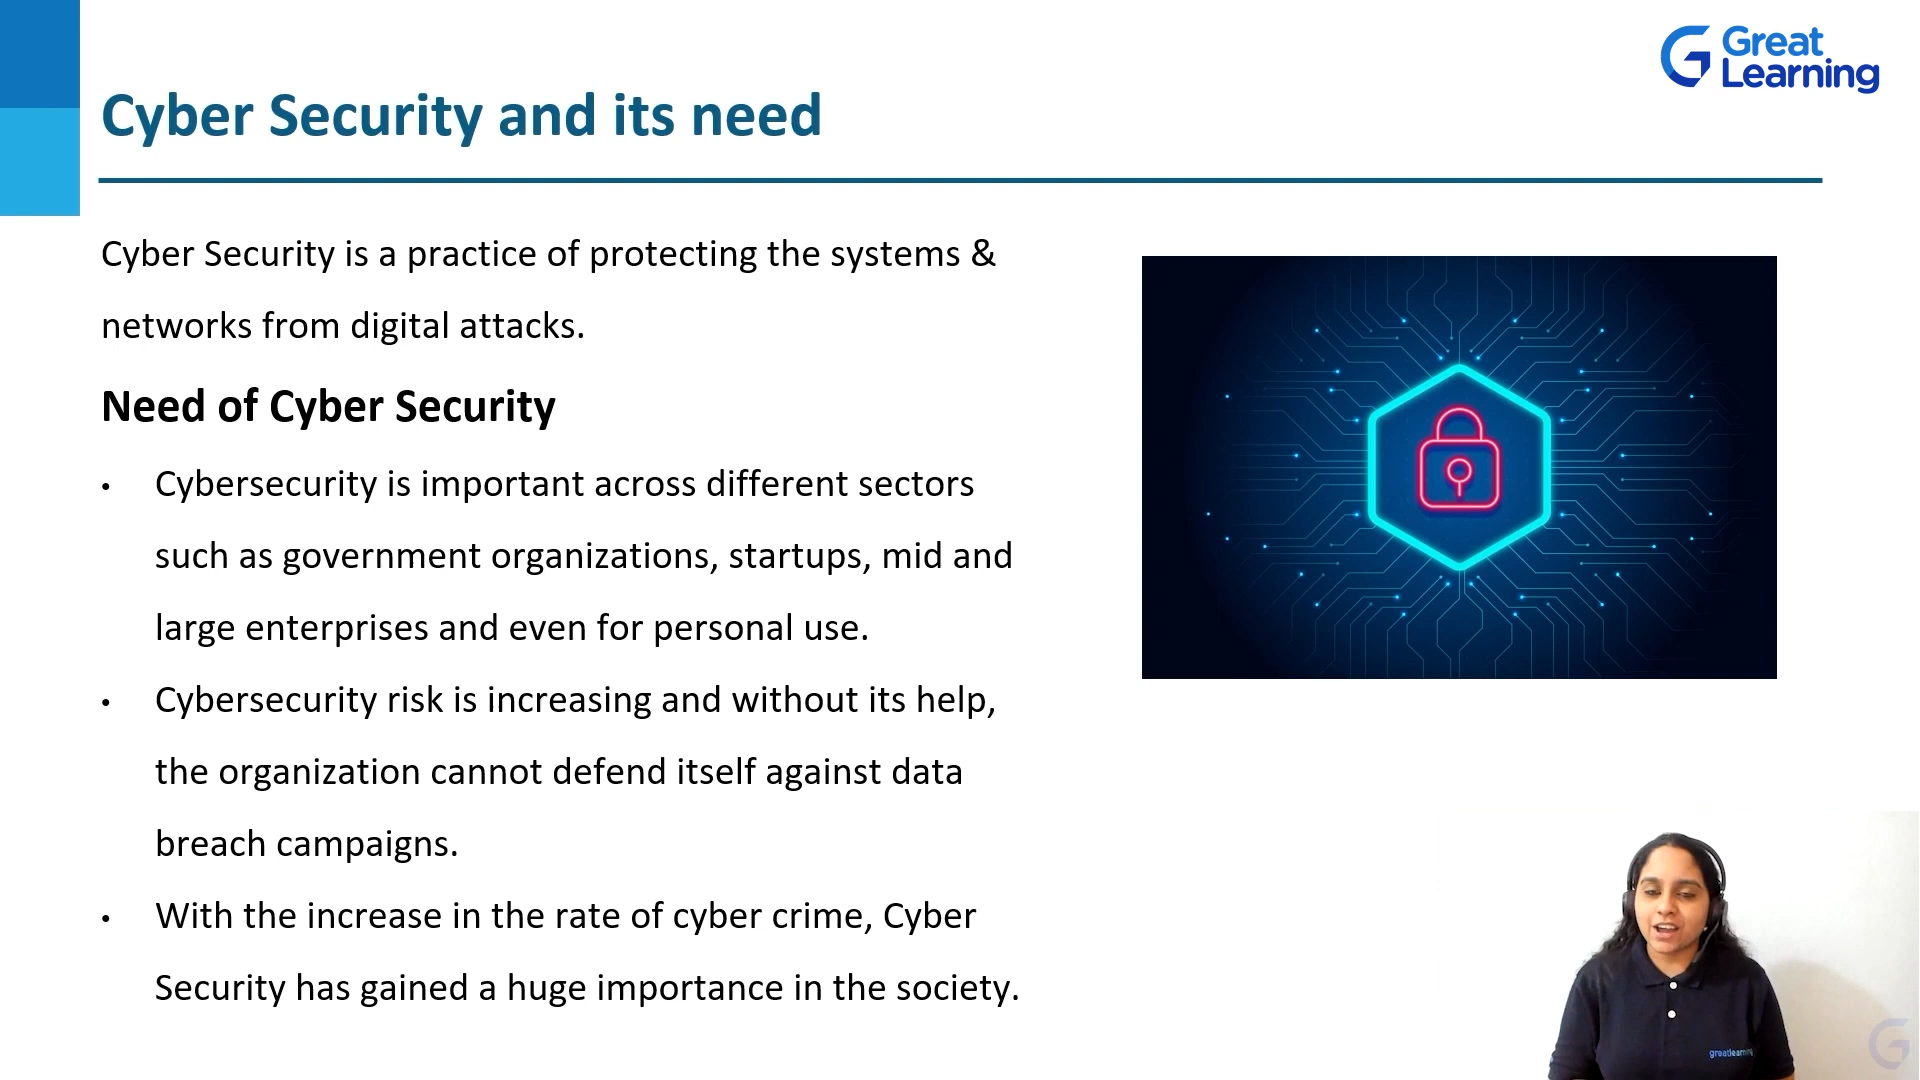 Great
Learning
Cyber Security and its need
Cyber Security is a practice of protecting the systems &
networks from digital attacks.
Need of Cyber Security
• Cybersecurity is important across different sectors
such as government organizations, startups, mid and
large enterprises and even for personal use.
• Cybersecurity risk is increasing and without its help,
the organization cannot defend itself against data
breach campaigns.
• With the increase in the rate of cyber crime, Cyber
Security has gained a huge importance in the society.
greatlearning